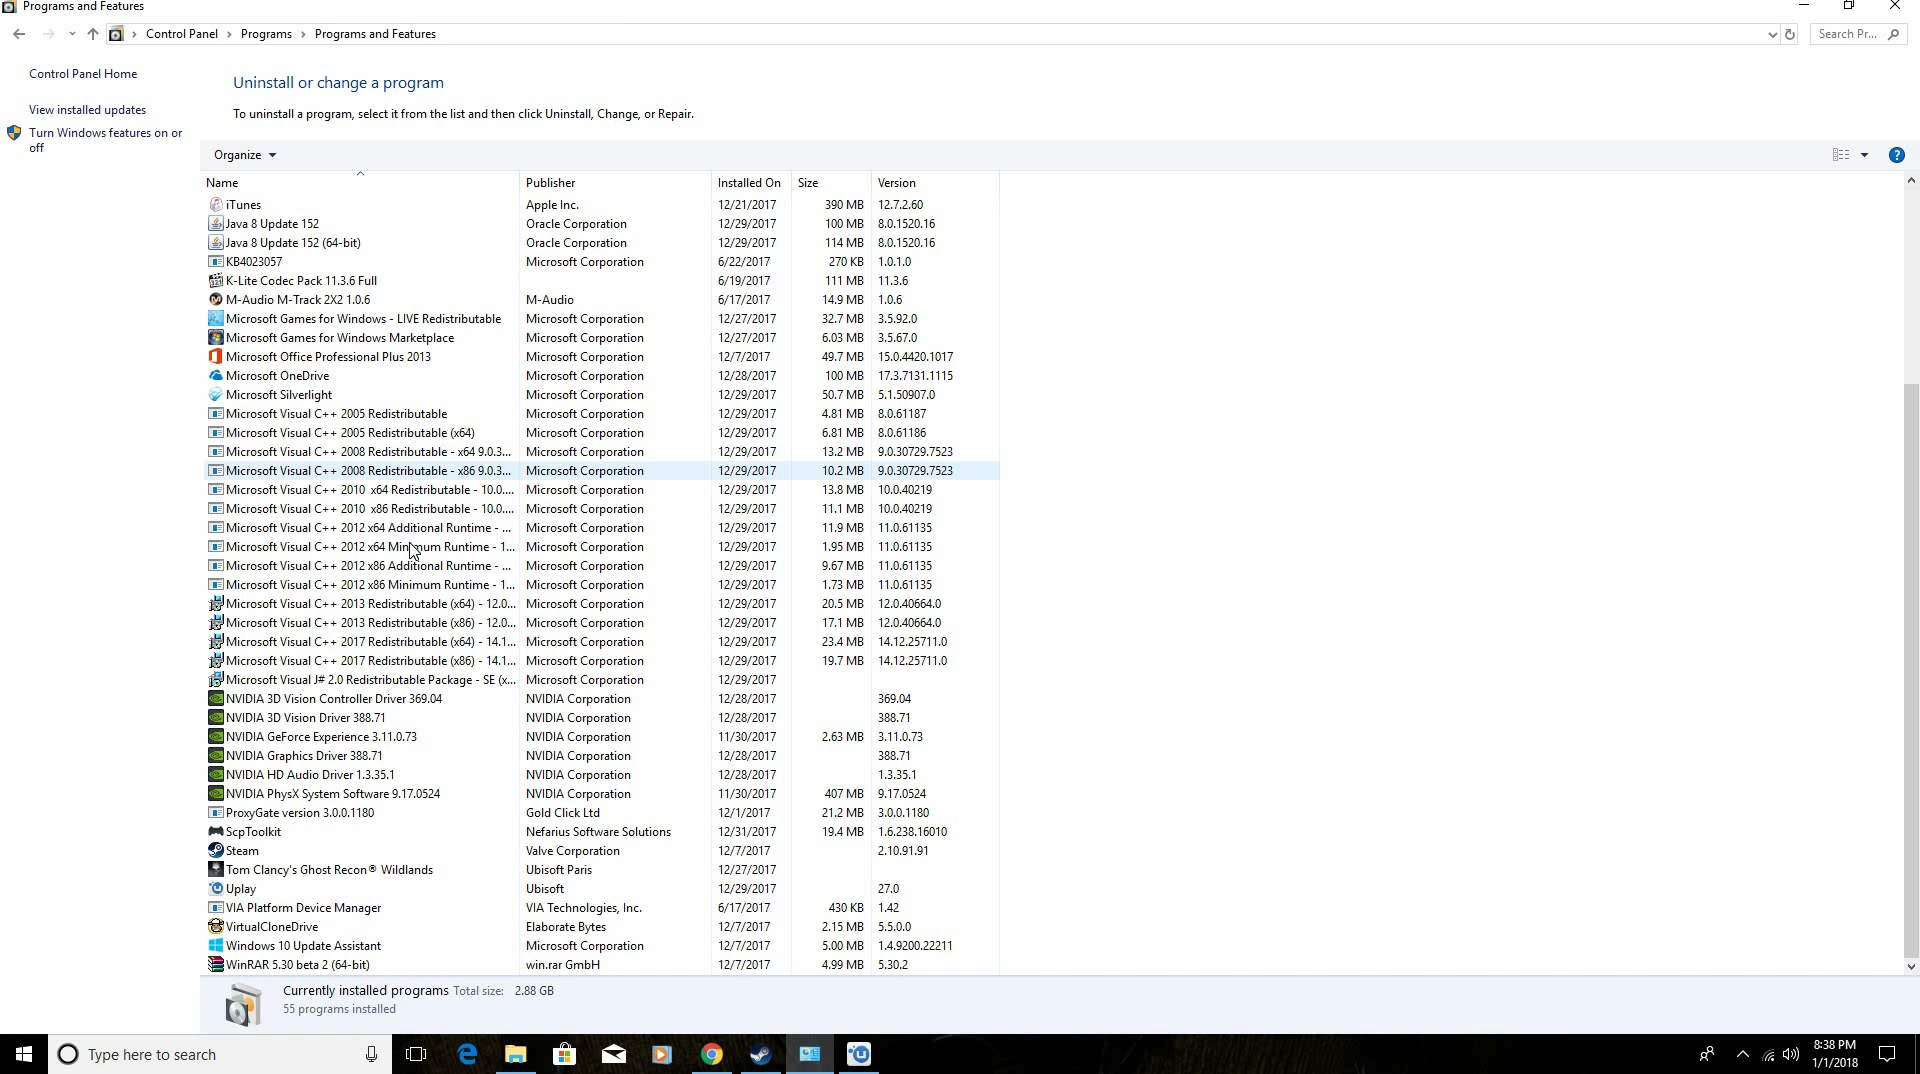 Programs and Features
Control Panel > Programs > Programs and Features
Search Pr...
Control Panel Home
View installed updates
Turn Windows features on or
off
Uninstall or change a program
To uninstall a program, select it from the list and then click Uninstall, Change, or Repair.
Organize
Name Publisher Installed On Size Version
iTunes Apple Inc. 12/21/2017 390 MB 12.7.2.60
Java 8 Update 152 Oracle Corporation 12/29/2017 100 MB 8.0.1520.16
Java 8 Update 152 (64-bit) Oracle Corporation 12/29/2017 114 MB 8.0.1520.16
KB4023057 Microsoft Corporation 6/22/2017 270 KB 1.0.1.0
K-Lite Codec Pack 11.3.6 Full 6/19/2017 111 MB 11.3.6
M-Audio M-Track 2X2 1.0.6 M-Audio 6/17/2017 14.9 MB 1.0.6
Microsoft Games for Windows - LIVE Redistributable Microsoft Corporation 12/27/2017 32.7 MB 3.5.92.0
Microsoft Games for Windows Marketplace Microsoft Corporation 12/27/2017 6.03 MB 3.5.67.0
Microsoft Office Professional Plus 2013 Microsoft Corporation 12/7/2017 49.7 MB 15.0.4420.1017
Microsoft OneDrive Microsoft Corporation 12/28/2017 100 MB 17.3.7131.1115
Microsoft Silverlight Microsoft Corporation 12/29/2017 50.7 MB 5.1.50907.0
Microsoft Visual C++ 2005 Redistributable Microsoft Corporation 12/29/2017 4.81 MB 8.0.61187
Microsoft Visual C++ 2005 Redistributable (x64) Microsoft Corporation 12/29/2017 6.81 MB 8.0.61186
Microsoft Visual C++ 2008 Redistributable - x64 9.0.3... Microsoft Corporation 12/29/2017 13.2 MB 9.0.30729.7523
Microsoft Visual C++ 2008 Redistributable - x86 9.0.3... Microsoft Corporation 12/29/2017 10.2 MB 9.0.30729.7523
Microsoft Visual C++ 2010 x64 Redistributable - 10.0.... Microsoft Corporation 12/29/2017 13.8 MB 10.0.40219
Microsoft Visual C++ 2010 x86 Redistributable - 10.0.... Microsoft Corporation 12/29/2017 11.1 MB 10.0.40219
Microsoft Visual C++ 2012 x64 Additional Runtime - ... Microsoft Corporation 12/29/2017 11.9 MB 11.0.61135
Microsoft Visual C++ 2012 x64 Minimum Runtime - 1... Microsoft Corporation 12/29/2017 1.95 MB 11.0.61135
Microsoft Visual C++ 2012 x86 Additional Runtime - ... Microsoft Corporation 12/29/2017 9.67 MB 11.0.61135
Microsoft Visual C++ 2012 x86 Minimum Runtime - 1... Microsoft Corporation 12/29/2017 1.73 MB 11.0.61135
Microsoft Visual C++ 2013 Redistributable (x64) - 12.0... Microsoft Corporation 12/29/2017 20.5 MB 12.0.40664.0
Microsoft Visual C++ 2013 Redistributable (x86) - 12.0... Microsoft Corporation 12/29/2017 17.1 MB 12.0.40664.0
Microsoft Visual C++ 2017 Redistributable (x64) - 14.1... Microsoft Corporation 12/29/2017 23.4 MB 14.12.25711.0
Microsoft Visual C++ 2017 Redistributable (x86) - 14.1... Microsoft Corporation 12/29/2017 19.7 MB 14.12.25711.0
Microsoft Visual J# 2.0 Redistributable Package - SE (x... Microsoft Corporation 12/29/2017
NVIDIA 3D Vision Controller Driver 369.04 NVIDIA Corporation 12/28/2017 369.04
NVIDIA 3D Vision Driver 388.71 NVIDIA Corporation 12/28/2017 388.71
NVIDIA GeForce Experience 3.11.0.73 NVIDIA Corporation 11/30/2017 2.63 MB 3.11.0.73
NVIDIA Graphics Driver 388.71 NVIDIA Corporation 12/28/2017 388.71
NVIDIA HD Audio Driver 1.3.35.1 NVIDIA Corporation 12/28/2017 1.3.35.1
NVIDIA PhysX System Software 9.17.0524 NVIDIA Corporation 11/30/2017 407 MB 9.17.0524
ProxyGate version 3.0.0.1180 Gold Click Ltd 12/1/2017 21.2 MB 3.0.0.1180
ScpToolkit Nefarius Software Solutions 12/31/2017 19.4 MB 1.6.238.16010
Steam Valve Corporation 12/7/2017 2.10.91.91
Tom Clancy's Ghost Recon® Wildlands Ubisoft Paris 12/27/2017
Uplay Ubisoft 12/29/2017 27.0
VIA Platform Device Manager VIA Technologies, Inc. 6/17/2017 430 KB 1.42
VirtualCloneDrive Elaborate Bytes 12/7/2017 2.15 MB 5.5.0.0
Windows 10 Update Assistant Microsoft Corporation 12/7/2017 5.00 MB 1.4.9200.22211
WinRAR 5.30 beta 2 (64-bit) win.rar GmbH 12/7/2017 4.99 MB 5.30.2
Currently installed programs Total size: 2.88 GB
55 programs installed
Type here to search
8:38 PM
1/1/2018